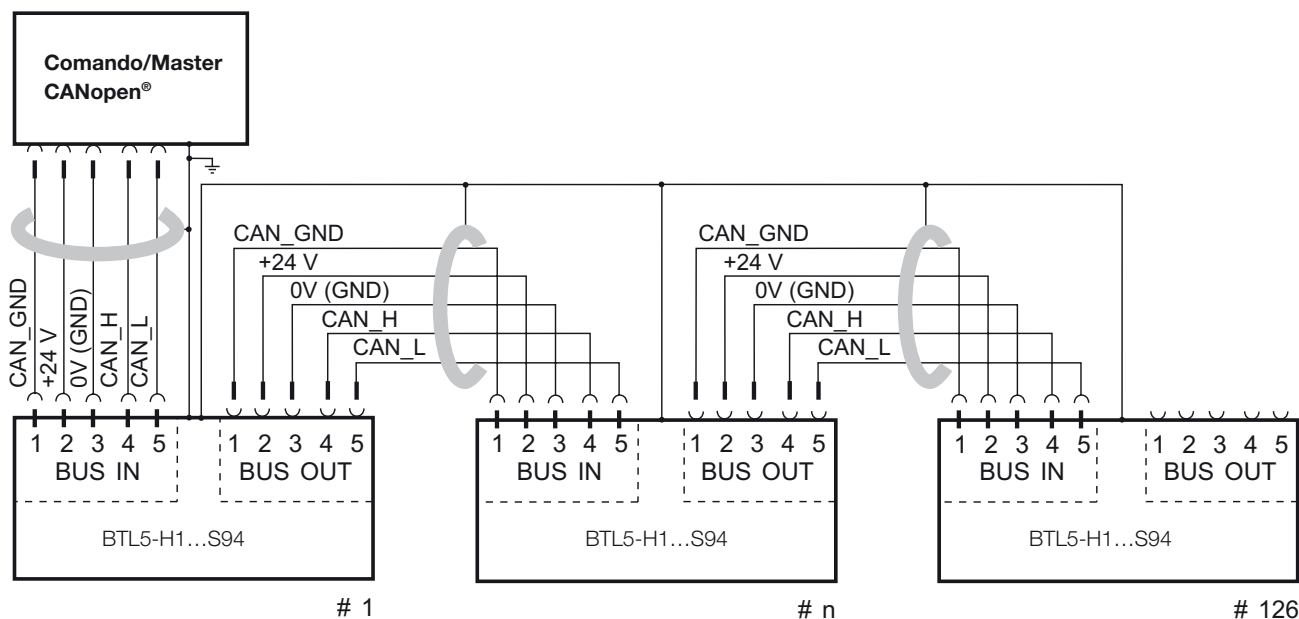 Comando/Master
CANopen®
CAN_GND
+24 V
0V (GND)
CAN_H
CAN_L
CAN_GND
+24 V
0V (GND)
CAN_H
CAN_L
CAN_GND
+24 V
0V (GND)
CAN_H
CAN_L
1 2 3 4 5
BUS IN
1 2 3 4 5
BUS OUT
BTL5-H1...S94
# 1
1 2 3 4 5
BUS IN
1 2 3 4 5
BUS OUT
BTL5-H1...S94
# n
1 2 3 4 5
BUS IN
1 2 3 4 5
BUS OUT
BTL5-H1...S94
# 126